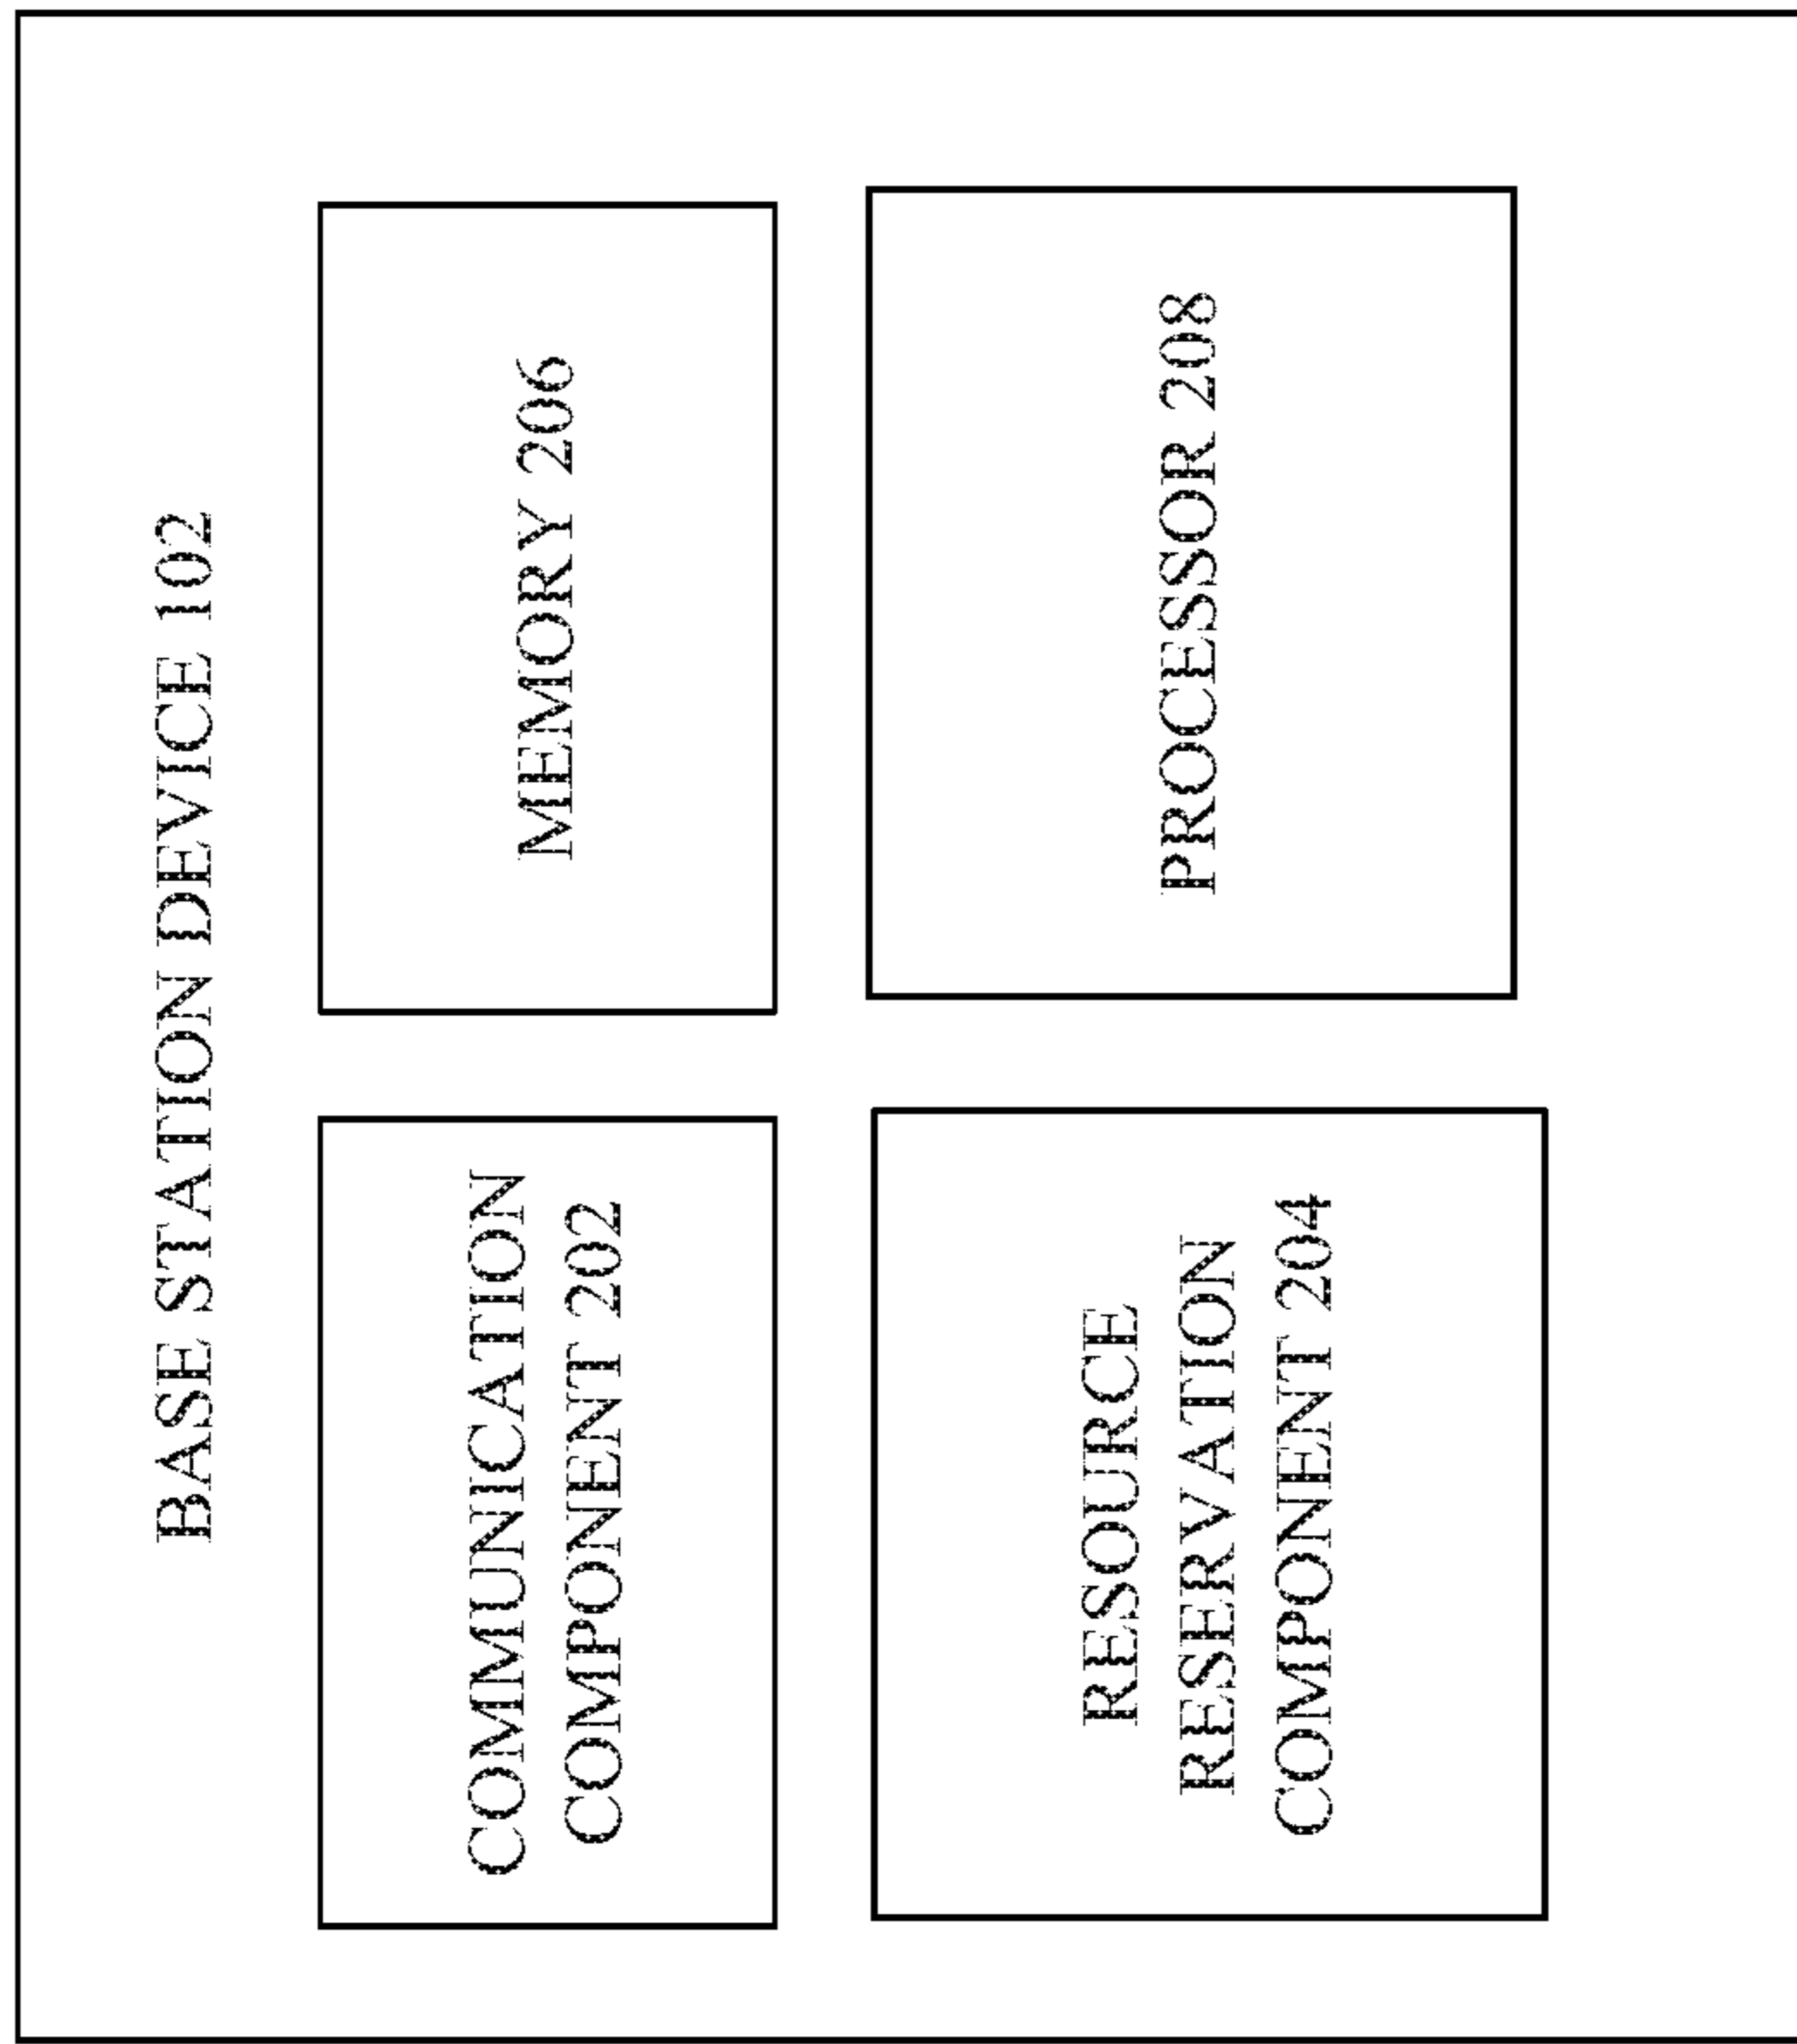 BASE STATION DEVICE 102
COMMUNICATION
COMPONENT 202
MEMORY 206
RESOURCE
RESERVATION
COMPONENT 204
PROCESSOR 208